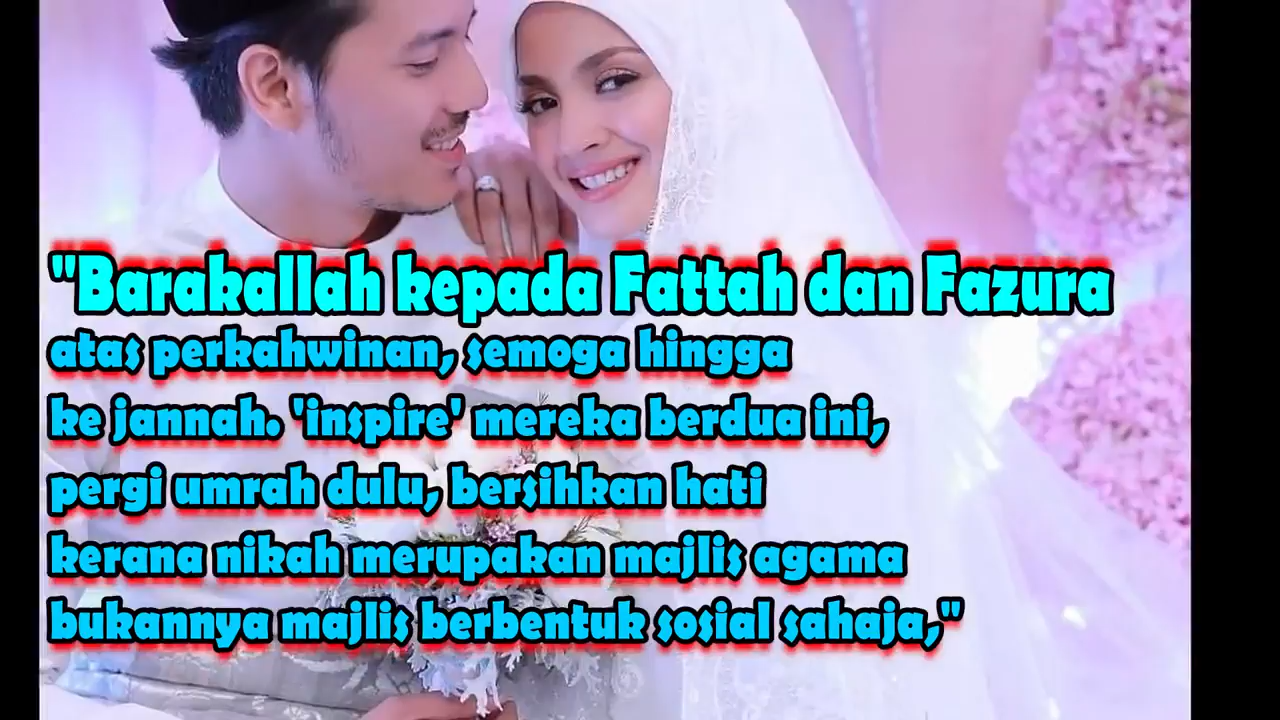 "Barakallah kepada Fattah dan Fazura
atas perkahwinan, semoga hingga
ke jannah. 'inspire' mereka berdua ini,
pergi umrah dulu, bersihkan hati
kerana nikah merupakan majlis agama
bukannya majlis berbentuk sosial sahaja,"